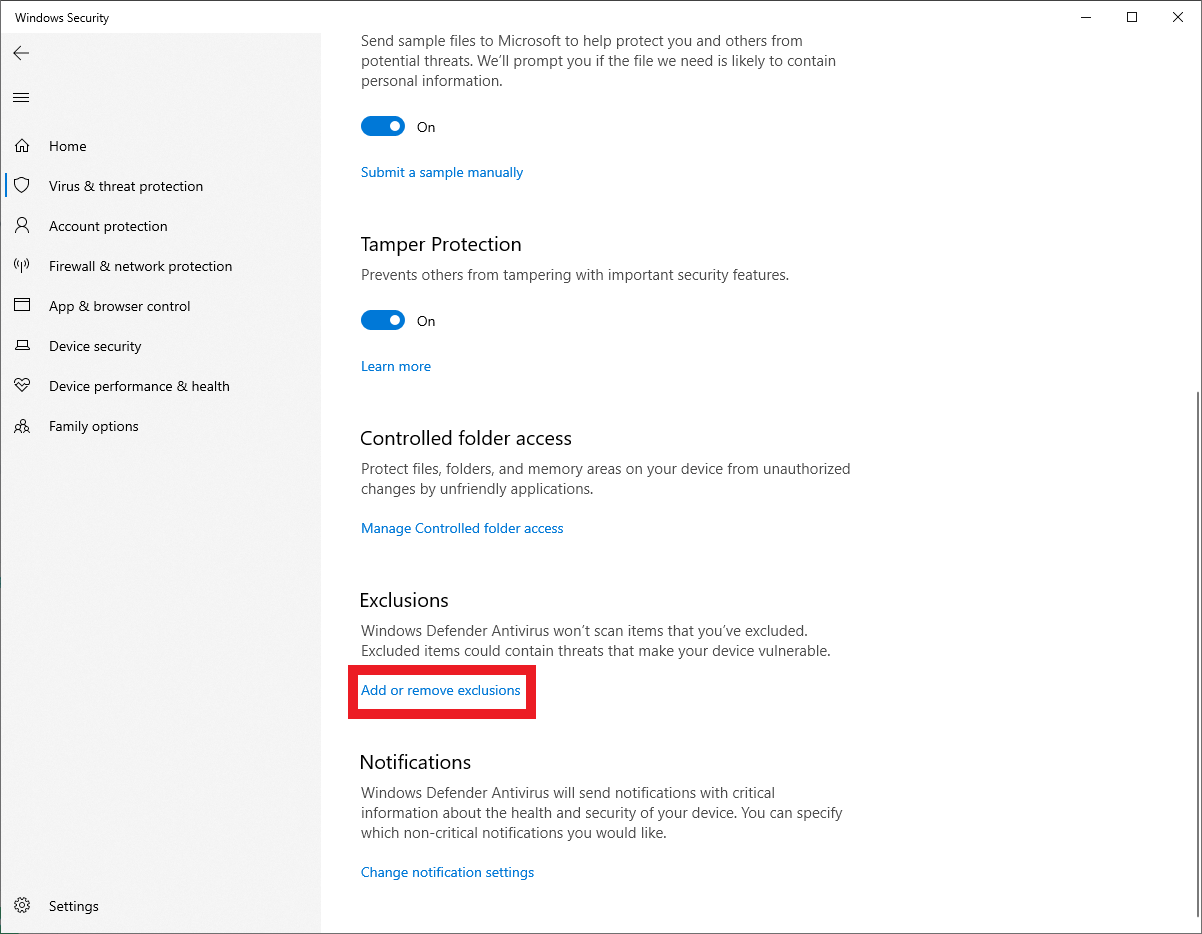 Windows Security
Home
Virus & threat protection
Account protection
Firewall & network protection
App & browser control
Device security
Device performance & health
Family options
Settings
Send sample files to Microsoft to help protect you and others from
potential threats. We’ll prompt you if the file we need is likely to contain
personal information.
On
Submit a sample manually
Tamper Protection
Prevents others from tampering with important security features.
On
Learn more
Controlled folder access
Protect files, folders, and memory areas on your device from unauthorized
changes by unfriendly applications.
Manage Controlled folder access
Exclusions
Windows Defender Antivirus won’t scan items that you’ve excluded.
Excluded items could contain threats that make your device vulnerable.
Add or remove exclusions
Notifications
Windows Defender Antivirus will send notifications with critical
information about the health and security of your device. You can specify
which non-critical notifications you would like.
Change notification settings